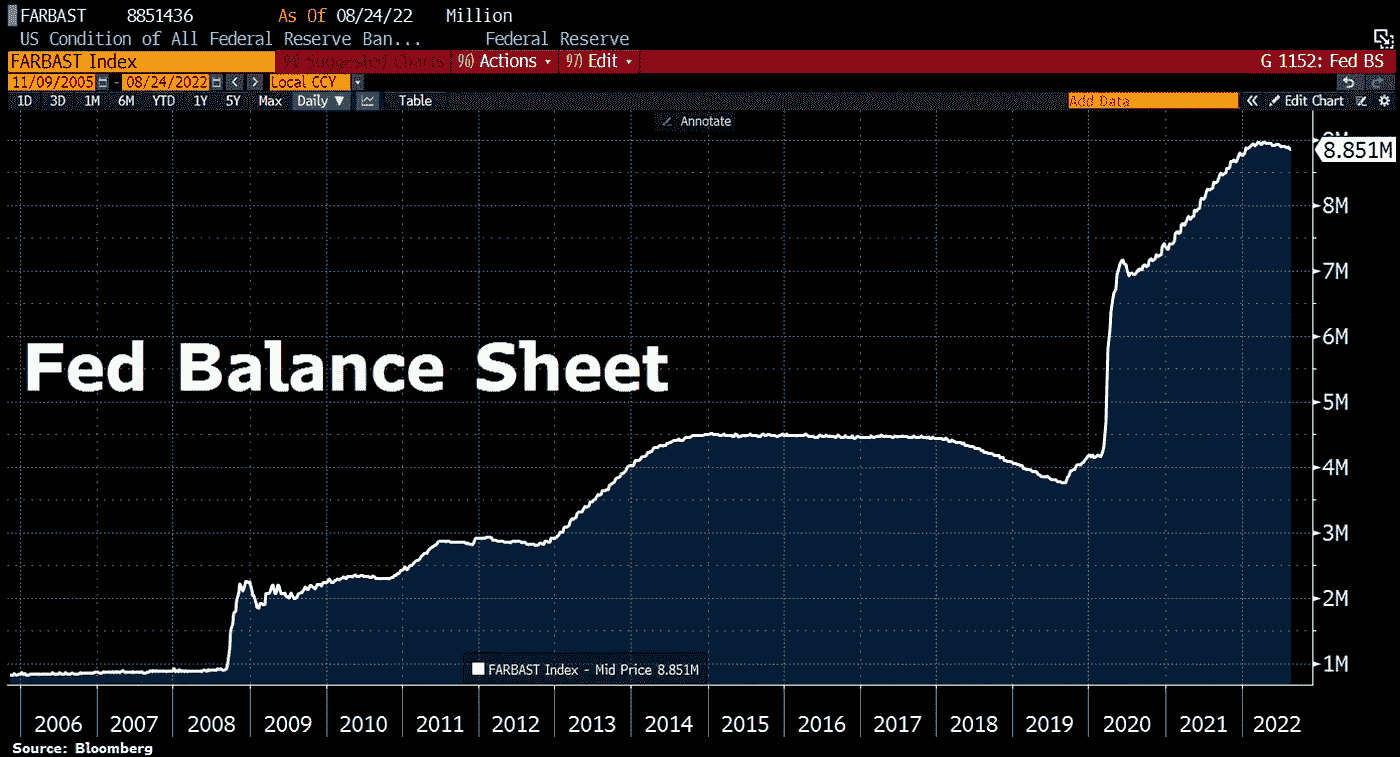 FARBAST 8851436 As Of 08/24/22 Million
US Condition of All Federal Reserve Ban... Federal Reserve
FARBAST Index 99) Suggested Charts 96) Actions 97) Edit G 1152: Fed BS
11/09/2005 - 08/24/2022 Local CCY
1D 3D 1M 6M YTD 1Y 5Y Max Daily ▼ Table Add Data « Edit Chart
Annotate
9M
8.851M
8M
7M
6M
Fed Balance Sheet
5M
4M
3M
2M
1M
FARBAST Index - Mid Price 8.851M
2006 2007 2008 2009 2010 2011 2012 2013 2014 2015 2016 2017 2018 2019 2020 2021 2022
Source: Bloomberg